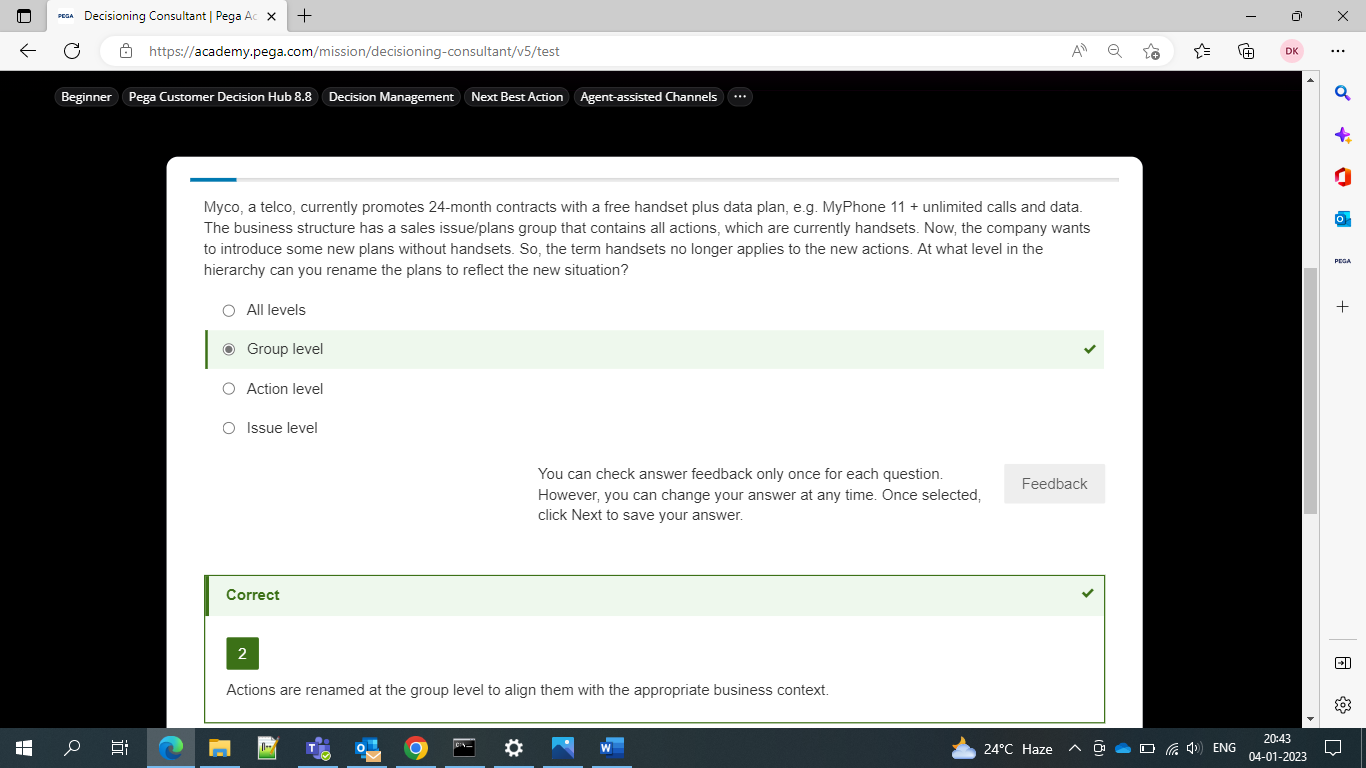 PEGA Decisioning Consultant | Pega Ac
https://academy.pega.com/mission/decisioning-consultant/v5/test
DK
Beginner Pega Customer Decision Hub 8.8 Decision Management Next Best Action Agent-assisted Channels ...
Myco, a telco, currently promotes 24-month contracts with a free handset plus data plan, e.g. MyPhone 11 + unlimited calls and data.
The business structure has a sales issue/plans group that contains all actions, which are currently handsets. Now, the company wants
to introduce some new plans without handsets. So, the term handsets no longer applies to the new actions. At what level in the
hierarchy can you rename the plans to reflect the new situation?
All levels
Group level
Action level
Issue level
You can check answer feedback only once for each question.
However, you can change your answer at any time. Once selected,
click Next to save your answer.
Feedback
Correct
2
Actions are renamed at the group level to align them with the appropriate business context.
PEGA
24°C Haze
ENG
20:43
04-01-2023